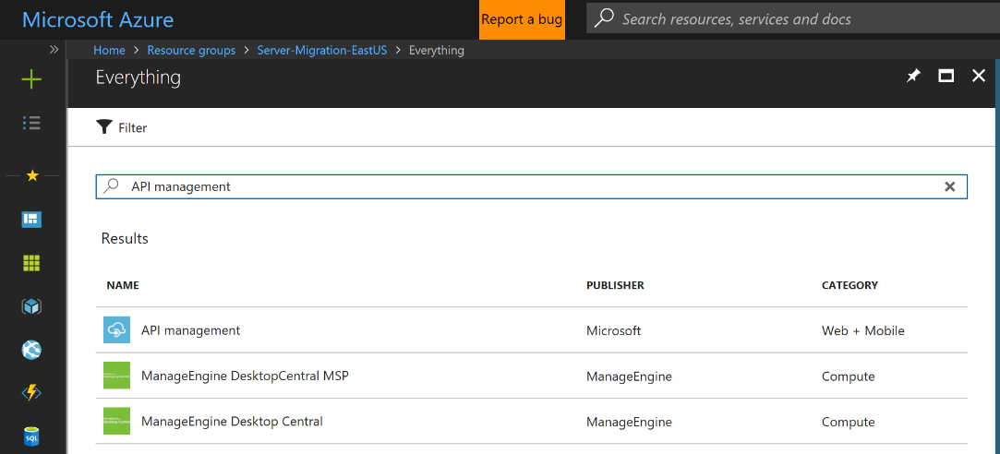 Microsoft Azure Report a bug Search resources, services and docs
Home > Resource groups > Server-Migration-EastUS > Everything
Everything
Filter
API management
Results
NAME PUBLISHER CATEGORY
API management Microsoft Web + Mobile
ManageEngine DesktopCentral MSP ManageEngine Compute
ManageEngine Desktop Central ManageEngine Compute
SQL